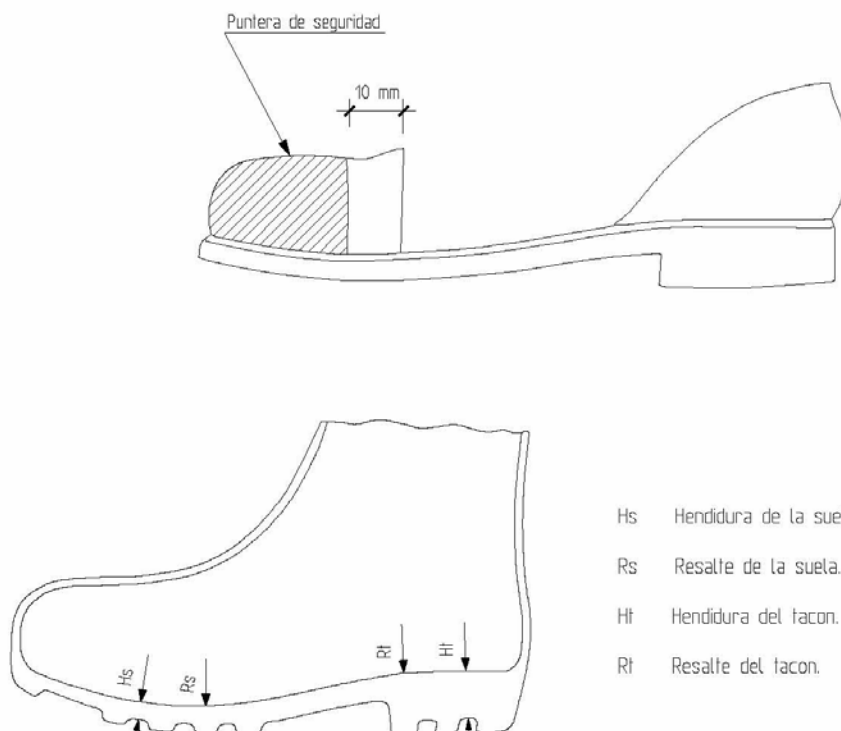 Puntera de seguridad
10 mm
Hs Hendidura de la sue
Rs Resalte de la suela.
Ht Hendidura del tacon.
Rt Resalte del tacon.
Hs
Rs
Rt
Ht